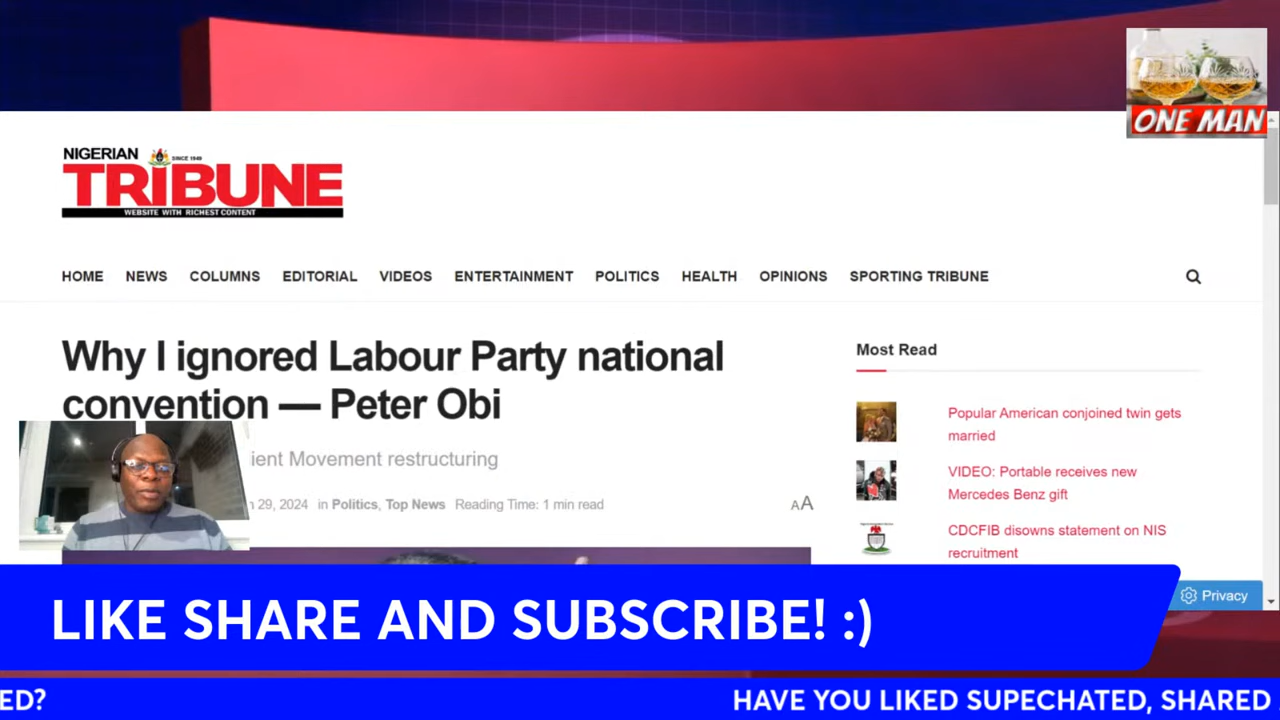 ONE MAN
NIGERIAN
SINCE 1949
TRIBUNE
WEBSITE WITH RICHEST CONTENT
HOME NEWS COLUMNS EDITORIAL VIDEOS ENTERTAINMENT POLITICS HEALTH OPINIONS SPORTING TRIBUNE
Why I ignored Labour Party national
convention — Peter Obi
ient Movement restructuring
29, 2024 in Politics, Top News Reading Time: 1 min read
AA
Most Read
Popular American conjoined twin gets
married
VIDEO: Portable receives new
Mercedes Benz gift
CDCFIB disowns statement on NIS
recruitment
Privacy
LIKE SHARE AND SUBSCRIBE! :)
ED? HAVE YOU LIKED SUPECHATED, SHARED